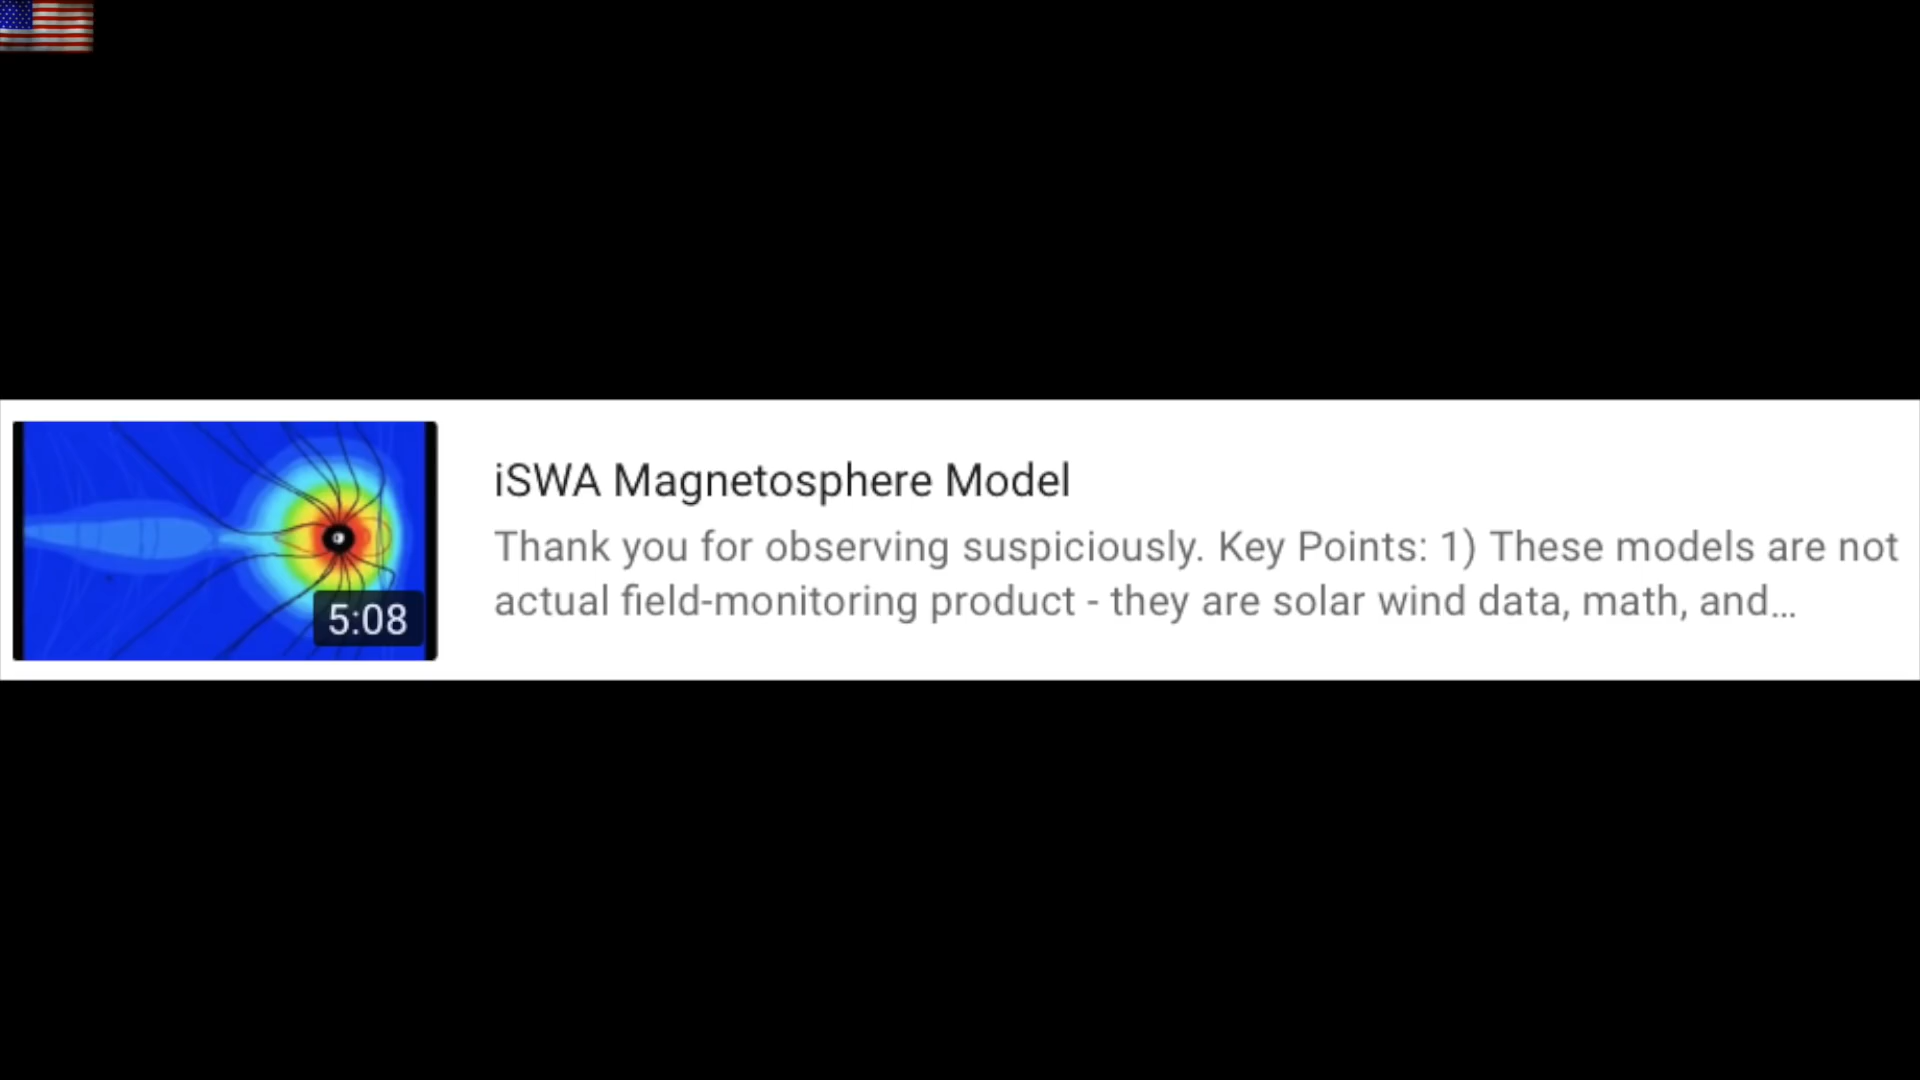 iSWA Magnetosphere Model
Thank you for observing suspiciously. Key Points: 1) These models are not
actual field-monitoring product - they are solar wind data, math, and...
5:08